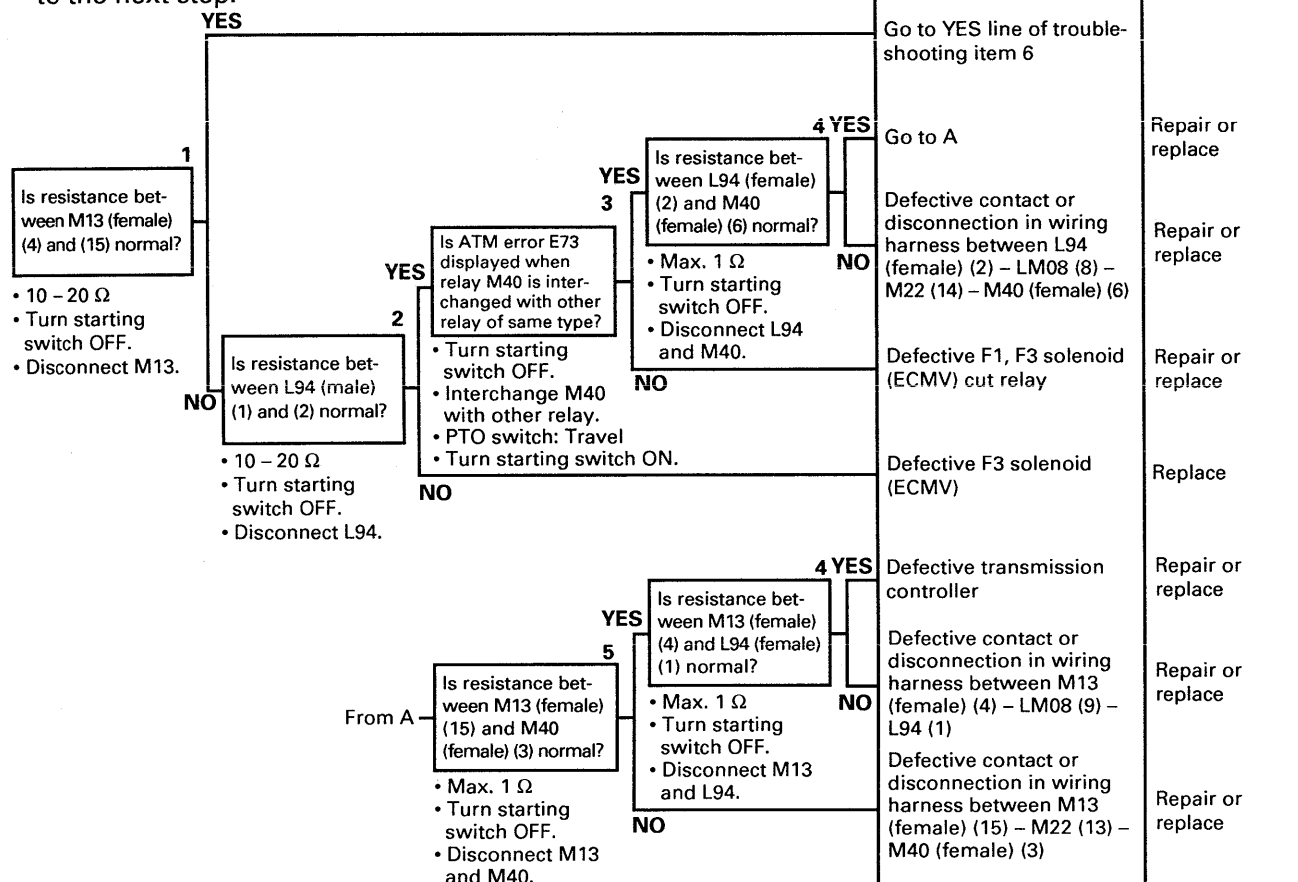 to the next step.
YES
Go to YES line of trouble-
shooting item 6
1
Is resistance bet-
ween M13 (female)
(4) and (15) normal?
• 10 – 20 Ω
• Turn starting
switch OFF.
• Disconnect M13.
NO
2
Is resistance bet-
ween L94 (male)
(1) and (2) normal?
• 10 – 20 Ω
• Turn starting
switch OFF.
• Disconnect L94.
YES
3
Is ATM error E73
displayed when
relay M40 is inter-
changed with other
relay of same type?
• Turn starting
switch OFF.
• Interchange M40
with other relay.
• PTO switch: Travel
• Turn starting switch ON.
NO
YES
4
Is resistance bet-
ween L94 (female)
(2) and M40
(female) (6) normal?
• Max. 1 Ω
• Turn starting
switch OFF.
• Disconnect L94
and M40.
NO
YES
Go to A
Repair or
replace
NO
Defective contact or
disconnection in wiring
harness between L94
(female) (2) – LM08 (8) –
M22 (14) – M40 (female) (6)
Repair or
replace
Defective F1, F3 solenoid
(ECMV) cut relay
Repair or
replace
Defective F3 solenoid
(ECMV)
Replace
From A
5
Is resistance bet-
ween M13 (female)
(15) and M40
(female) (3) normal?
• Max. 1 Ω
• Turn starting
switch OFF.
• Disconnect M13
and M40.
YES
4
Is resistance bet-
ween M13 (female)
(4) and L94 (female)
(1) normal?
• Max. 1 Ω
• Turn starting
switch OFF.
• Disconnect M13
and L94.
NO
YES
Defective transmission
controller
Repair or
replace
NO
Defective contact or
disconnection in wiring
harness between M13
(female) (4) – LM08 (9) –
L94 (1)
Repair or
replace
Defective contact or
disconnection in wiring
harness between M13
(female) (15) – M22 (13) –
M40 (female) (3)
Repair or
replace